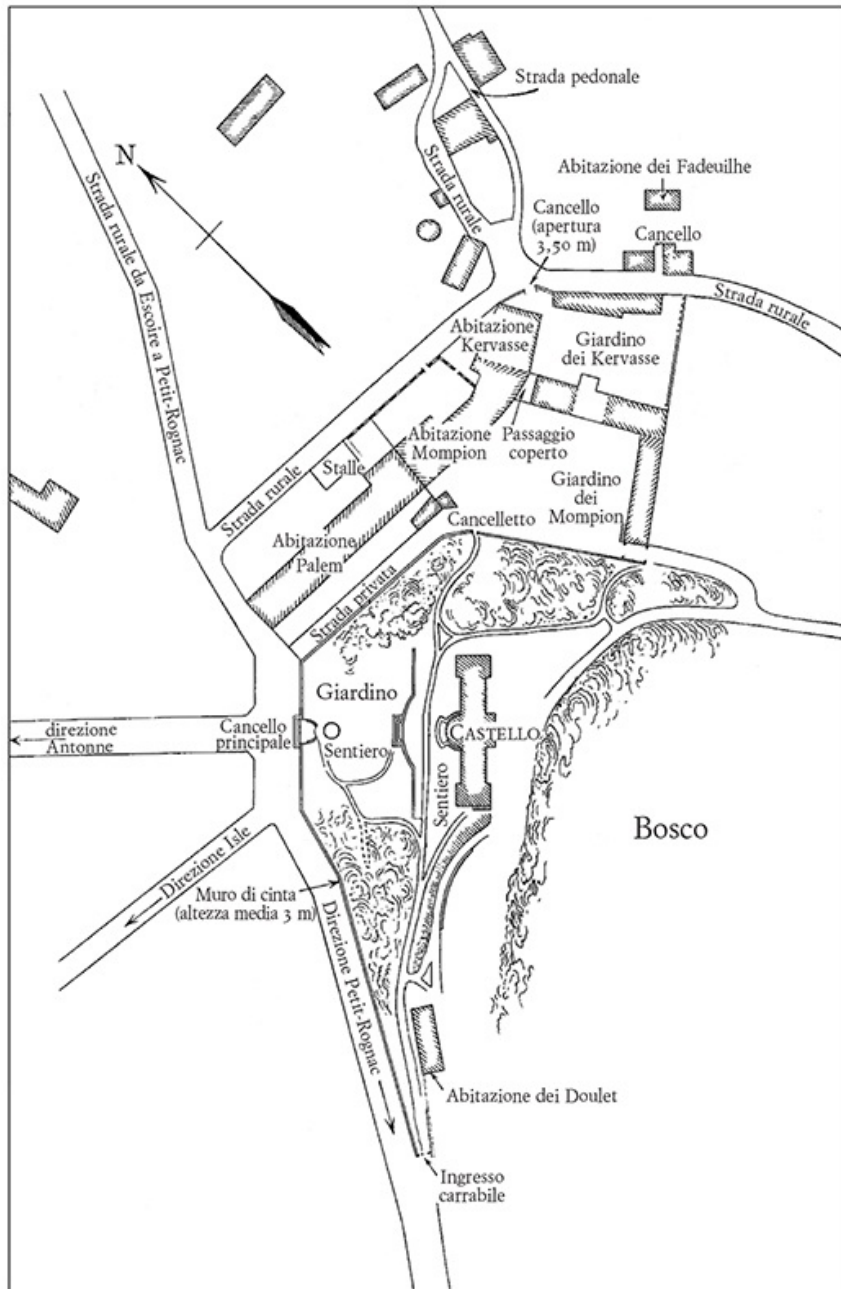 Strada pedonale
N
Abitazione dei Fadeuilhe
Strada rurale
Cancello
(apertura
3,50 m)
Cancello
Strada rurale da Escoire a Petit-Rognac
Strada rurale
Abitazione
Kervasse
Giardino
dei Kervasse
Abitazione
Mompion
Passaggio
coperto
Stalle
Strada rurale
Giardino
dei
Mompion
Cancelletto
Abitazione
Palem
Strada privata
Giardino
direzione
Antonne
Cancello
principale
Sentiero
CASTELLO
Sentiero
Bosco
Direzione Isle
Muro di cinta
(altezza media 3 m)
Direzione Petit-Rognac
Abitazione dei Doulet
Ingresso
carrabile